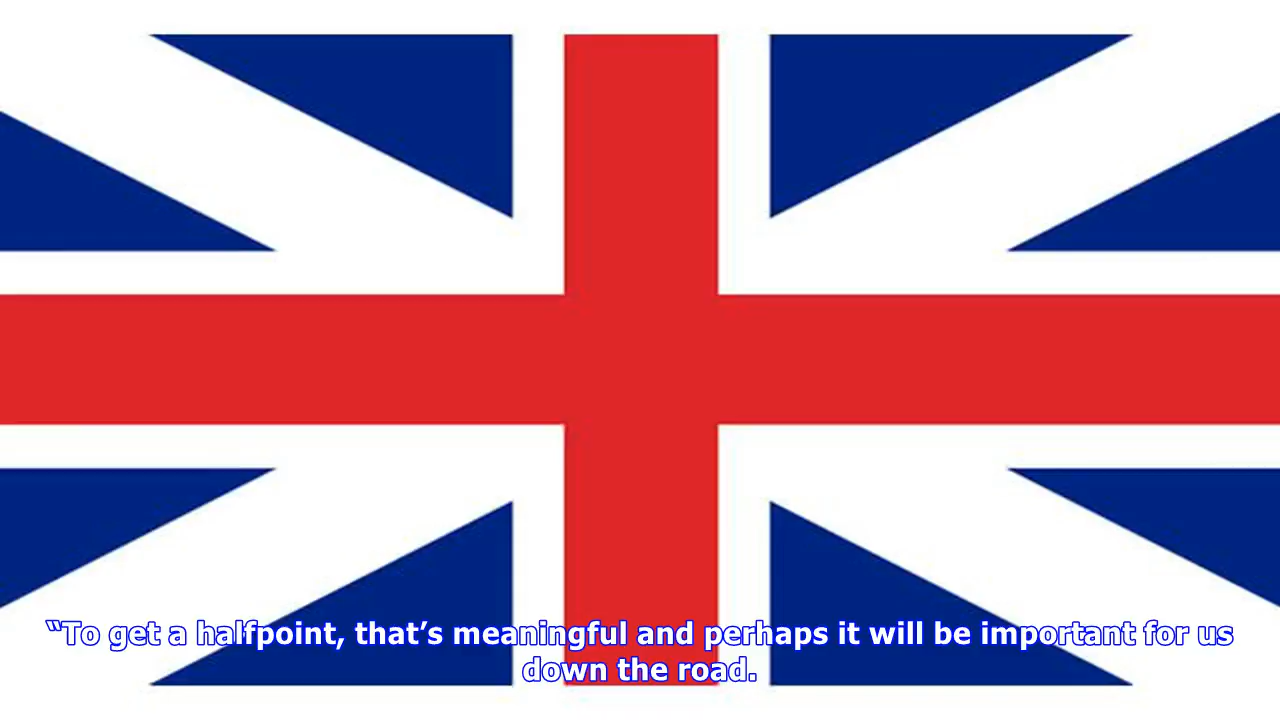 “To get a halfpoint, that’s meaningful and perhaps it will be important for us
down the road.